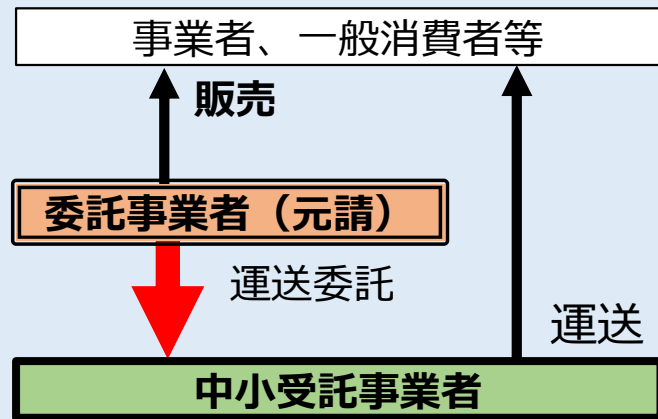 事業者、一般消費者等
販売
委託事業者（元請）
運送委託
運送
中小受託事業者